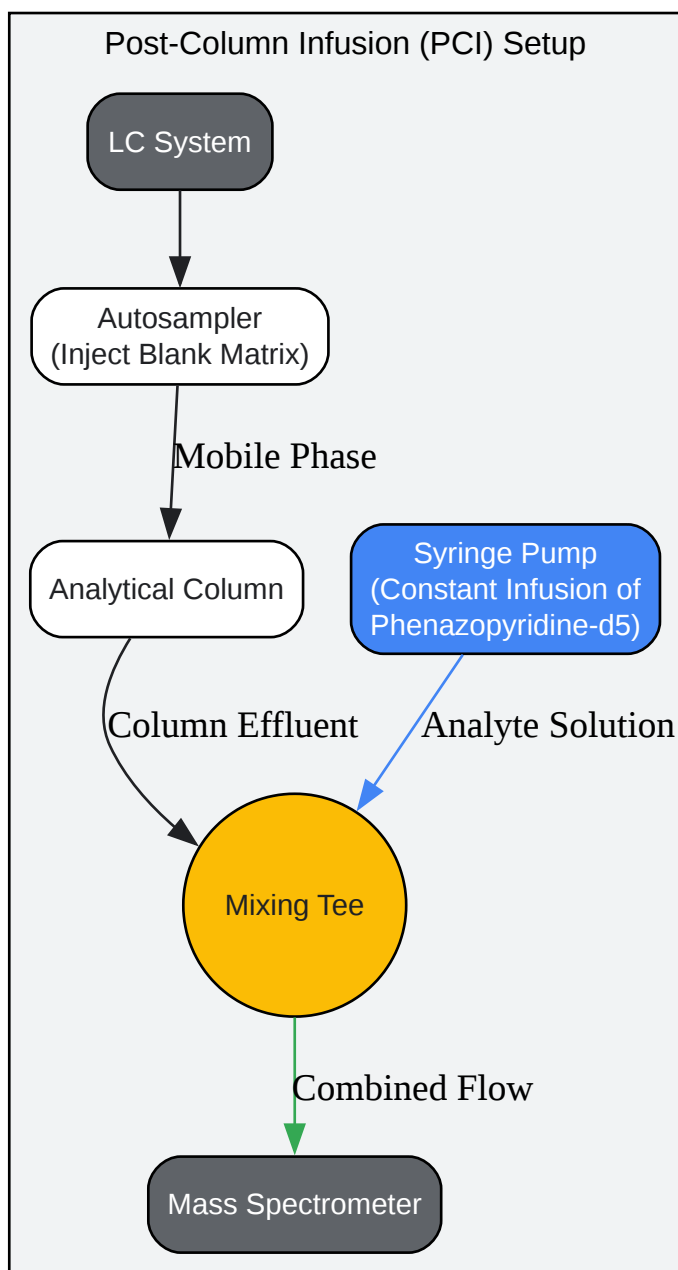 Post-Column Infusion (PCI) Setup
LC System
Autosampler
(Inject Blank Matrix)
Mobile Phase
Analytical Column
Syringe Pump
(Constant Infusion of
Phenazopyridine-d5)
Column Effluent
Analyte Solution
Mixing Tee
Combined Flow
Mass Spectrometer